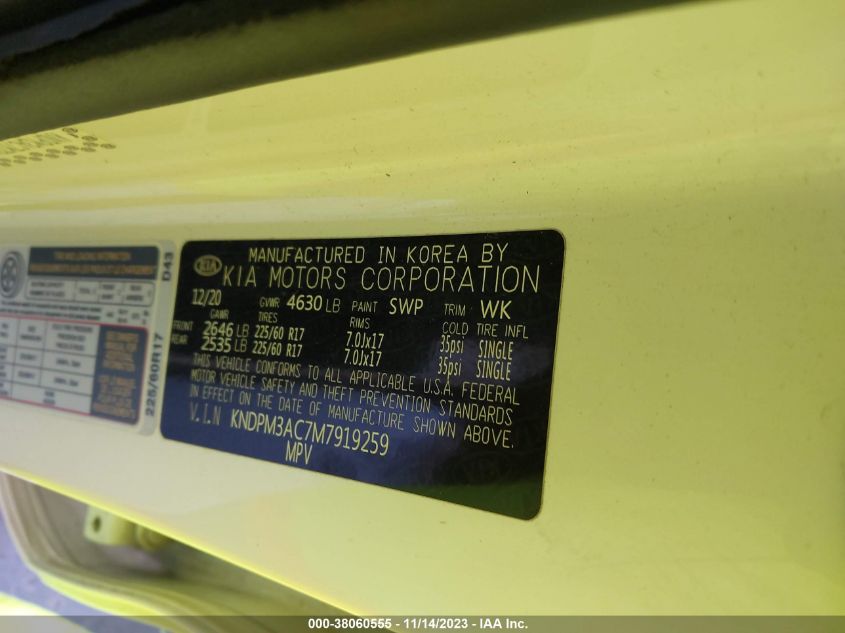 MANUFACTURED IN KOREA BY
KIA KIA MOTORS CORPORATION
12/20 GVWR 4630 LB PAINT SWP TRIM WK
GAWR TIRES RIMS COLD TIRE INFL
FRONT 2646 LB 225/60 R17 7.0Jx17 35psi SINGLE
REAR 2535 LB 225/60 R17 7.0Jx17 35psi SINGLE
THIS VEHICLE CONFORMS TO ALL APPLICABLE U.S.A. FEDERAL
MOTOR VEHICLE SAFETY AND THEFT PREVENTION STANDARDS
IN EFFECT ON THE DATE OF MANUFACTURE SHOWN ABOVE.
V.I.N KNDPM3AC7M7919259
MPV
TIRE AND LOADING INFORMATION
D43
225/60R17
000-38060555 - 11/14/2023 - IAA Inc.